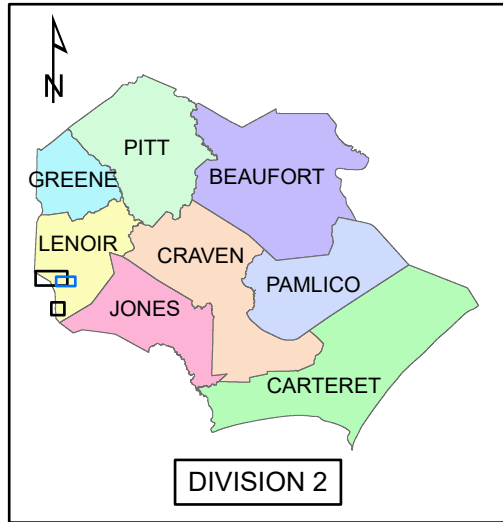 N
PITT
GREENE
BEAUFORT
LENOIR
CRAVEN
PAMLICO
JONES
CARTERET
DIVISION 2